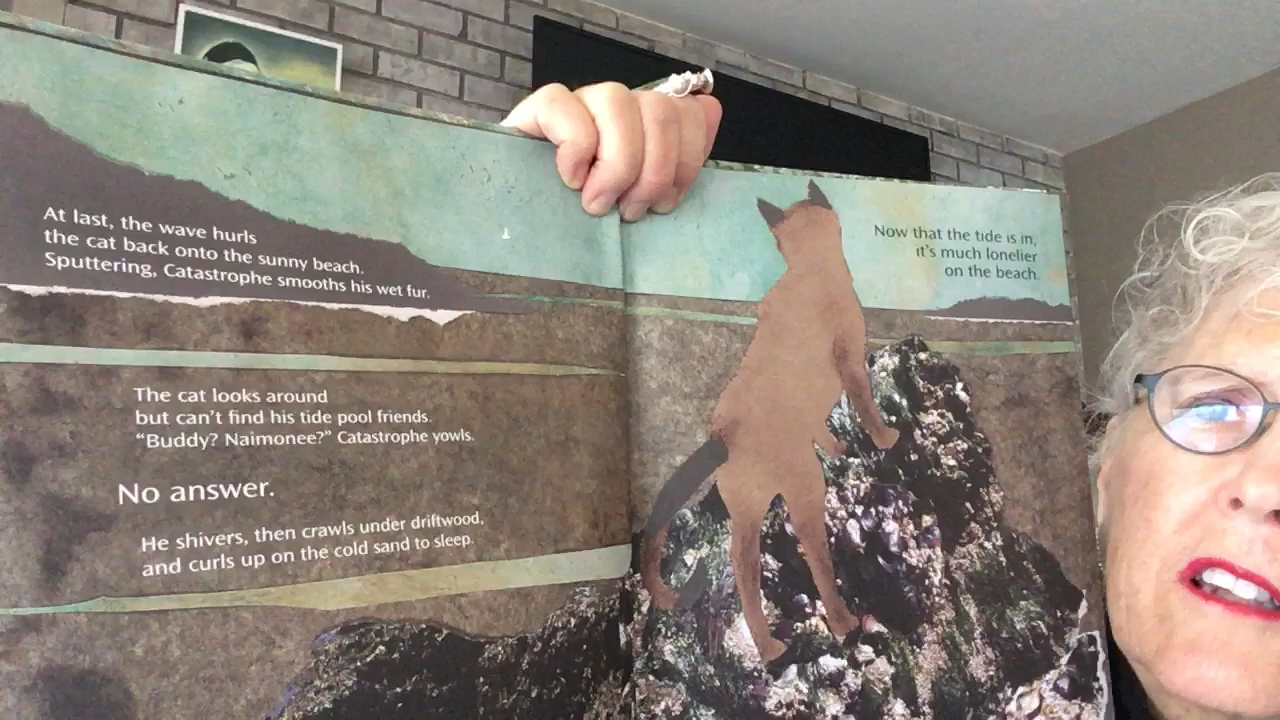 At last, the wave hurls
the cat back onto the sunny beach.
Sputtering, Catastrophe smooths his wet fur.
The cat looks around
but can't find his tide pool friends.
“Buddy? Naimonee?” Catastrophe yowls.
No answer.
He shivers, then crawls under driftwood,
and curls up on the cold sand to sleep.
Now that the tide is in,
it's much lonelier
on the beach.